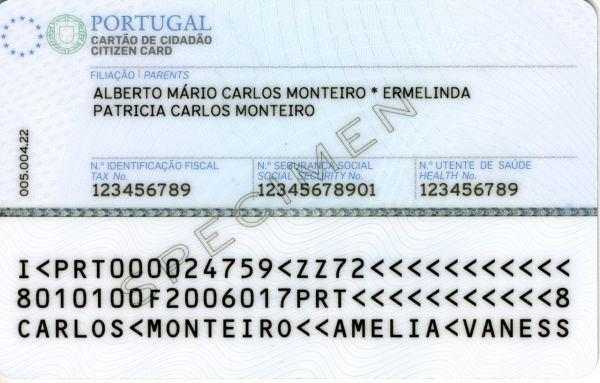 PORTUGAL
CARTÃO DE CIDADÃO
CITIZEN CARD
FILIAÇÃO | PARENTS
ALBERTO MÁRIO CARLOS MONTEIRO * ERMELINDA
PATRICIA CARLOS MONTEIRO
005.004.22
N.º IDENTIFICAÇÃO FISCAL
TAX No.
123456789
N.º SEGURANÇA SOCIAL
SOCIAL SECURITY No.
12345678901
N.º UTENTE DE SAÚDE
HEALTH No.
123456789
SPECIMEN
I<PRT000024759<ZZ72<<<<<<<<<<<
8010100F2006017PRT<<<<<<<<<<<8
CARLOS<MONTEIRO<<AMELIA<VANESS